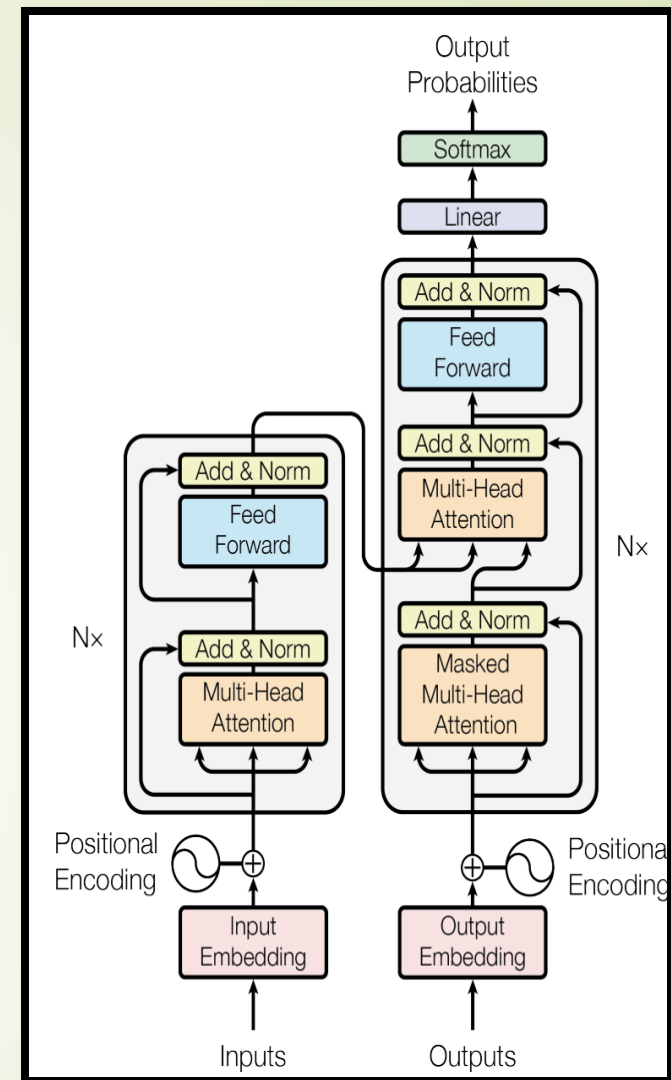 Output
Probabilities
Softmax
Linear
Add & Norm
Feed
Forward
Add & Norm
Multi-Head
Attention
Nx
Add & Norm
Masked
Multi-Head
Attention
Add & Norm
Feed
Forward
Nx
Add & Norm
Multi-Head
Attention
Positional
Encoding
Positiona
Encoding
Input
Embedding
Output
Embedding
Inputs
Outputs